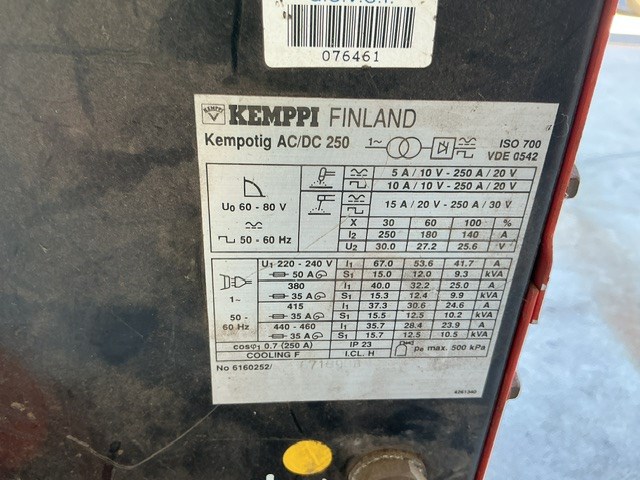 076461
KEMPPI KEMPPI FINLAND
Kempotig AC/DC 250 1~ ISO 700
VDE 0542
5 A / 10 V - 250 A / 20 V
10 A / 10 V - 250 A / 20 V
U0 60 - 80 V
15 A / 20 V - 250 A / 30 V
X 30 60 100 %
50 - 60 Hz I2 250 180 140 A
U2 30.0 27.2 25.6 V
U1 220 - 240 V I1 67.0 53.6 41.7 A
50 A S1 15.0 12.0 9.3 kVA
380 I1 40.0 32.2 25.0 A
1~ 35 A S1 15.3 12.4 9.9 kVA
415 I1 37.3 30.6 24.6 A
50 - 35 A S1 15.5 12.5 10.2 kVA
60 Hz 440 - 460 I1 35.7 28.4 23.9 A
35 A S1 15.7 12.5 10.5 kVA
cosφ1 0.7 (250 A) IP 23 pe max. 500 kPa
COOLING F I.CL. H
No 6160252/
4261340